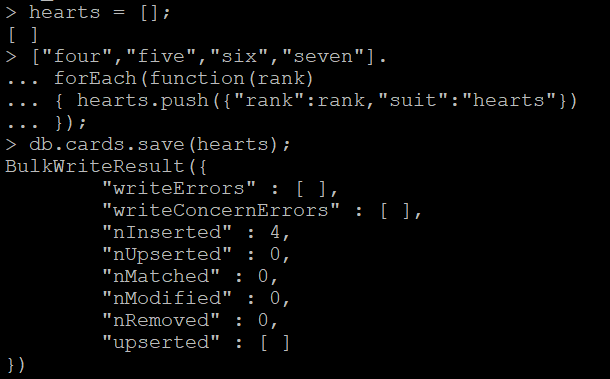 > hearts = [];
[ ]
> ["four","five","six","seven"].
... forEach(function(rank)
... { hearts.push({"rank":rank,"suit":"hearts"})
... });
> db.cards.save(hearts);
BulkWriteResult({
        "writeErrors" : [ ],
        "writeConcernErrors" : [ ],
        "nInserted" : 4,
        "nUpserted" : 0,
        "nMatched" : 0,
        "nModified" : 0,
        "nRemoved" : 0,
        "upserted" : [ ]
})